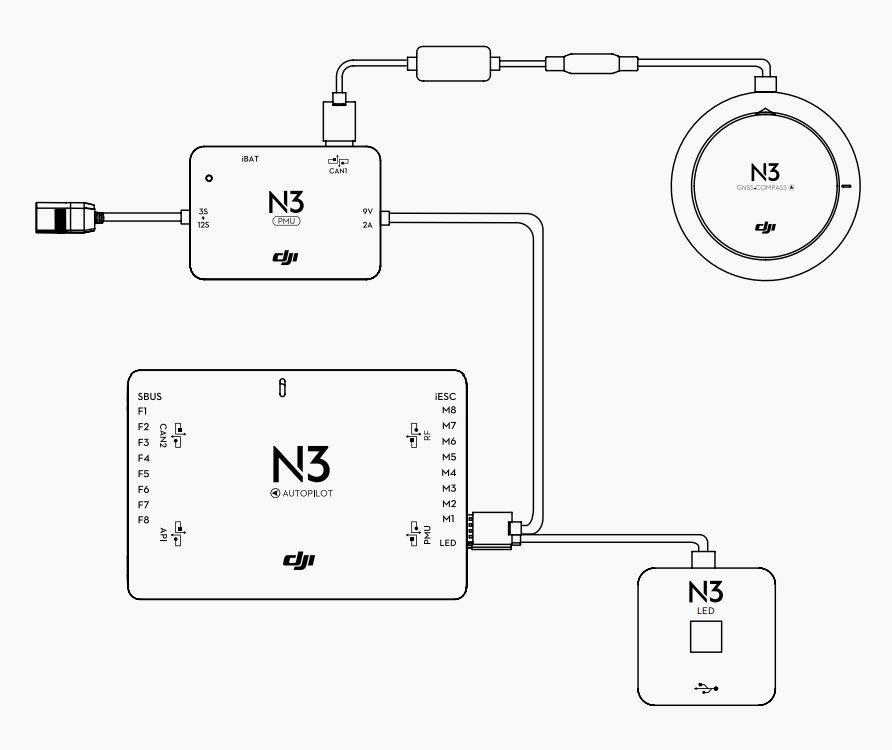 iBAT
CAN1
3S
12S
N3
PMU
9V
2A
dji
N3
GNSS-COMPASS
dji
SBUS
F1
F2
F3
F4
F5
F6
F7
F8
CAN2
API
N3
AUTOPILOT
dji
RF
PMU
iESC
M8
M7
M6
M5
M4
M3
M2
M1
LED
N3
LED